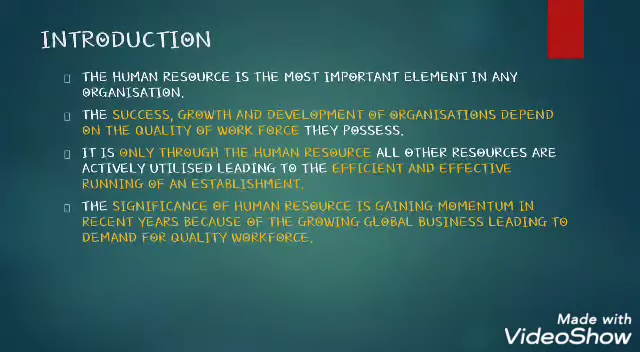 INTRODUCTION
THE HUMAN RESOURCE IS THE MOST IMPORTANT ELEMENT IN ANY
ORGANISATION.
THE SUCCESS, GROWTH AND DEVELOPMENT OF ORGANISATIONS DEPEND
ON THE QUALITY OF WORK FORCE THEY POSSESS.
IT IS ONLY THROUGH THE HUMAN RESOURCE ALL OTHER RESOURCES ARE
ACTIVELY UTILISED LEADING TO THE EFFICIENT AND EFFECTIVE
RUNNING OF AN ESTABLISHMENT.
THE SIGNIFICANCE OF HUMAN RESOURCE IS GAINING MOMENTUM IN
RECENT YEARS BECAUSE OF THE GROWING GLOBAL BUSINESS LEADING TO
DEMAND FOR QUALITY WORKFORCE.
Made with
VideoShow